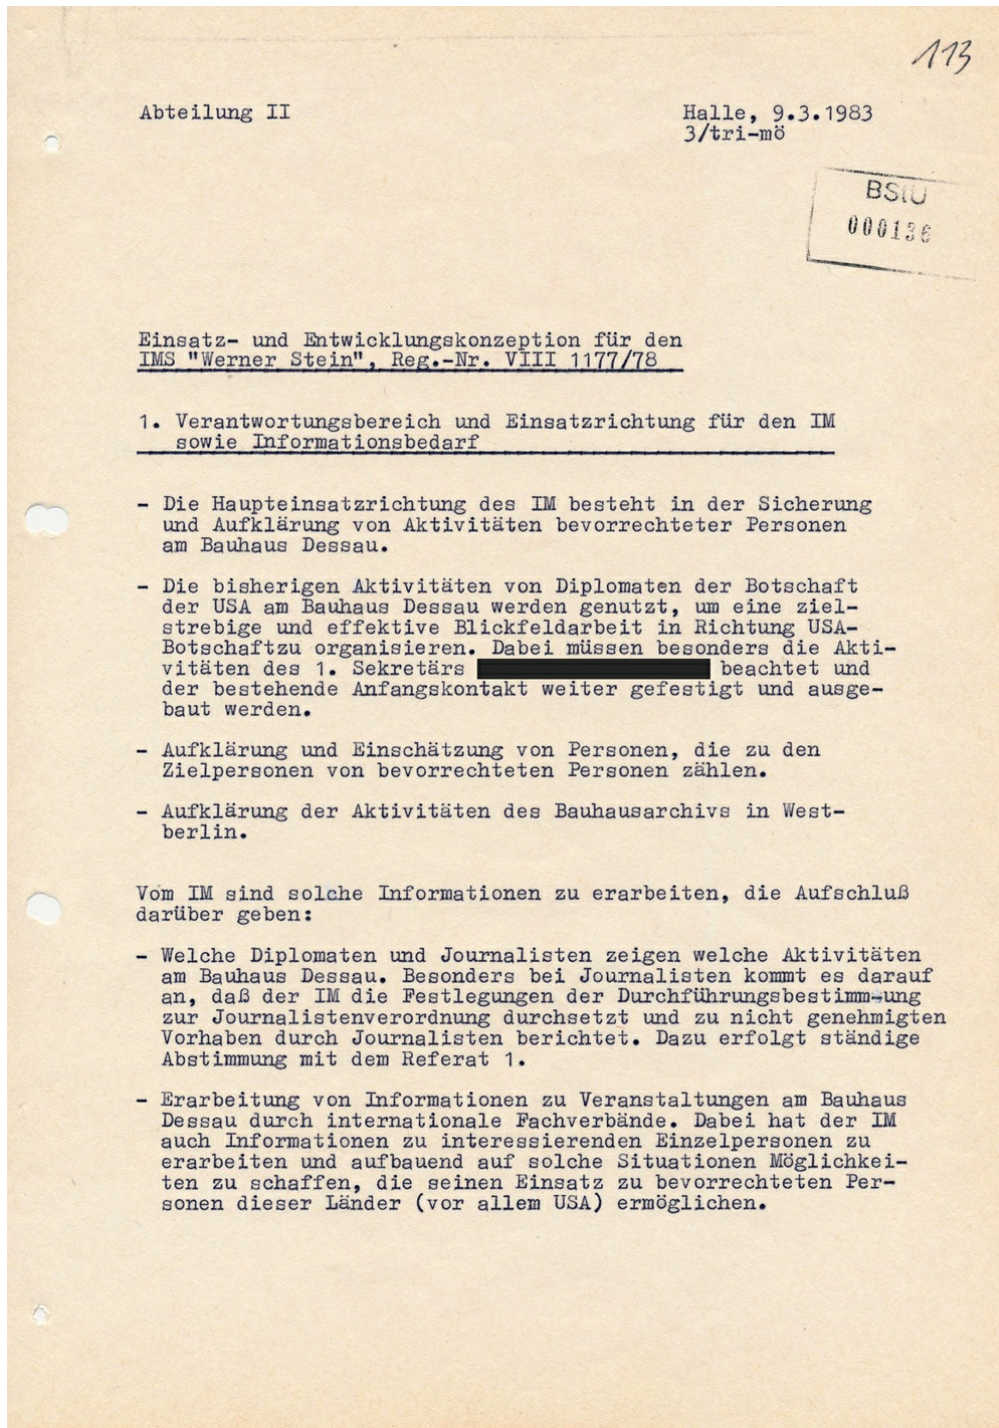 113
Abteilung II
Halle, 9.3.1983
3/tri-mö
BStU
000136
Einsatz- und Entwicklungskonzeption für den
IMS "Werner Stein", Reg.-Nr. VIII 1177/78
1. Verantwortungsbereich und Einsatzrichtung für den IM
sowie Informationsbedarf
- Die Haupteinsatzrichtung des IM besteht in der Sicherung
und Aufklärung von Aktivitäten bevorrechteter Personen
am Bauhaus Dessau.
- Die bisherigen Aktivitäten von Diplomaten der Botschaft
der USA am Bauhaus Dessau werden genutzt, um eine ziel-
strebige und effektive Blickfeldarbeit in Richtung USA-
Botschaftzu organisieren. Dabei müssen besonders die Akti-
vitäten des 1. Sekretärs beachtet und
der bestehende Anfangskontakt weiter gefestigt und ausge-
baut werden.
- Aufklärung und Einschätzung von Personen, die zu den
Zielpersonen von bevorrechteten Personen zählen.
- Aufklärung der Aktivitäten des Bauhausarchivs in West-
berlin.
Vom IM sind solche Informationen zu erarbeiten, die Aufschluß
darüber geben:
- Welche Diplomaten und Journalisten zeigen welche Aktivitäten
am Bauhaus Dessau. Besonders bei Journalisten kommt es darauf
an, daß der IM die Festlegungen der Durchführungsbestimm-ung
zur Journalistenverordnung durchsetzt und zu nicht genehmigten
Vorhaben durch Journalisten berichtet. Dazu erfolgt ständige
Abstimmung mit dem Referat 1.
- Erarbeitung von Informationen zu Veranstaltungen am Bauhaus
Dessau durch internationale Fachverbände. Dabei hat der IM
auch Informationen zu interessierenden Einzelpersonen zu
erarbeiten und aufbauend auf solche Situationen Möglichkei-
ten zu schaffen, die seinen Einsatz zu bevorrechteten Per-
sonen dieser Länder (vor allem USA) ermöglichen.